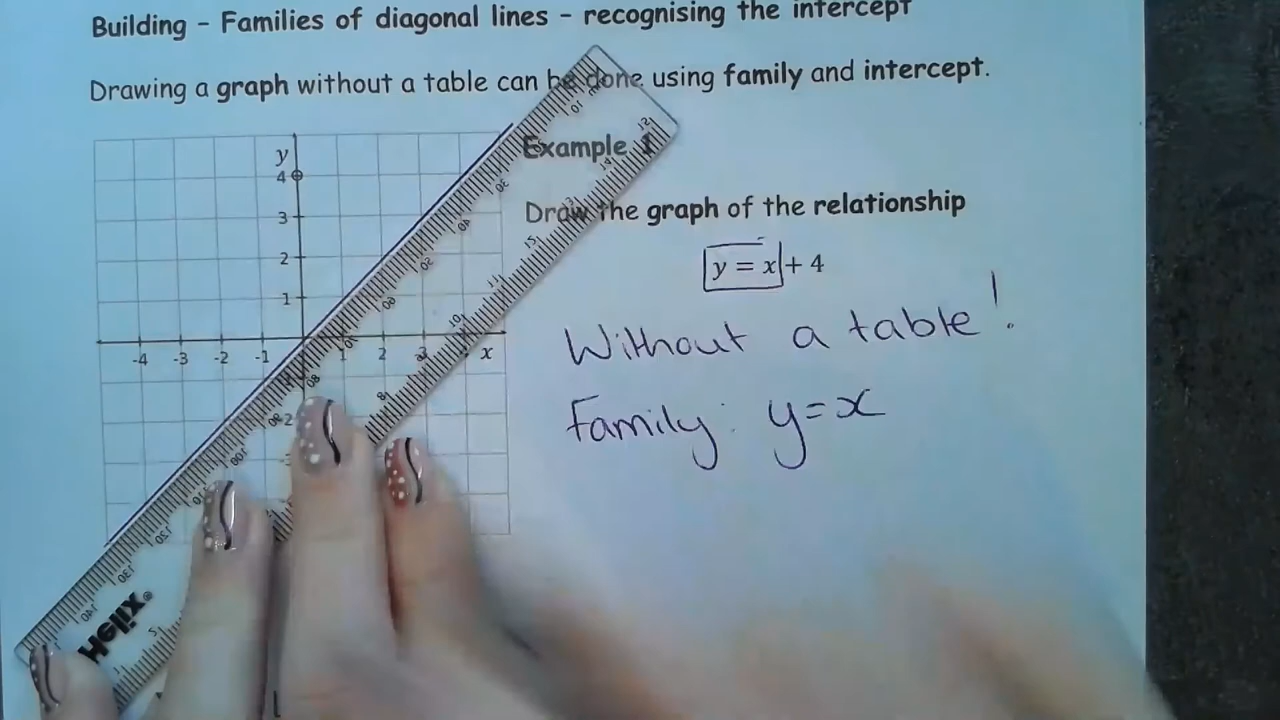 Building - Families of diagonal lines - recognising the intercept
Drawing a graph without a table can be done using family and intercept.
Example 1
Draw the graph of the relationship
y = x + 4
Without a table!
Family: y=x
y
4
3
2
1
-4 -3 -2 -1 1 2 3 x
-2
Helix